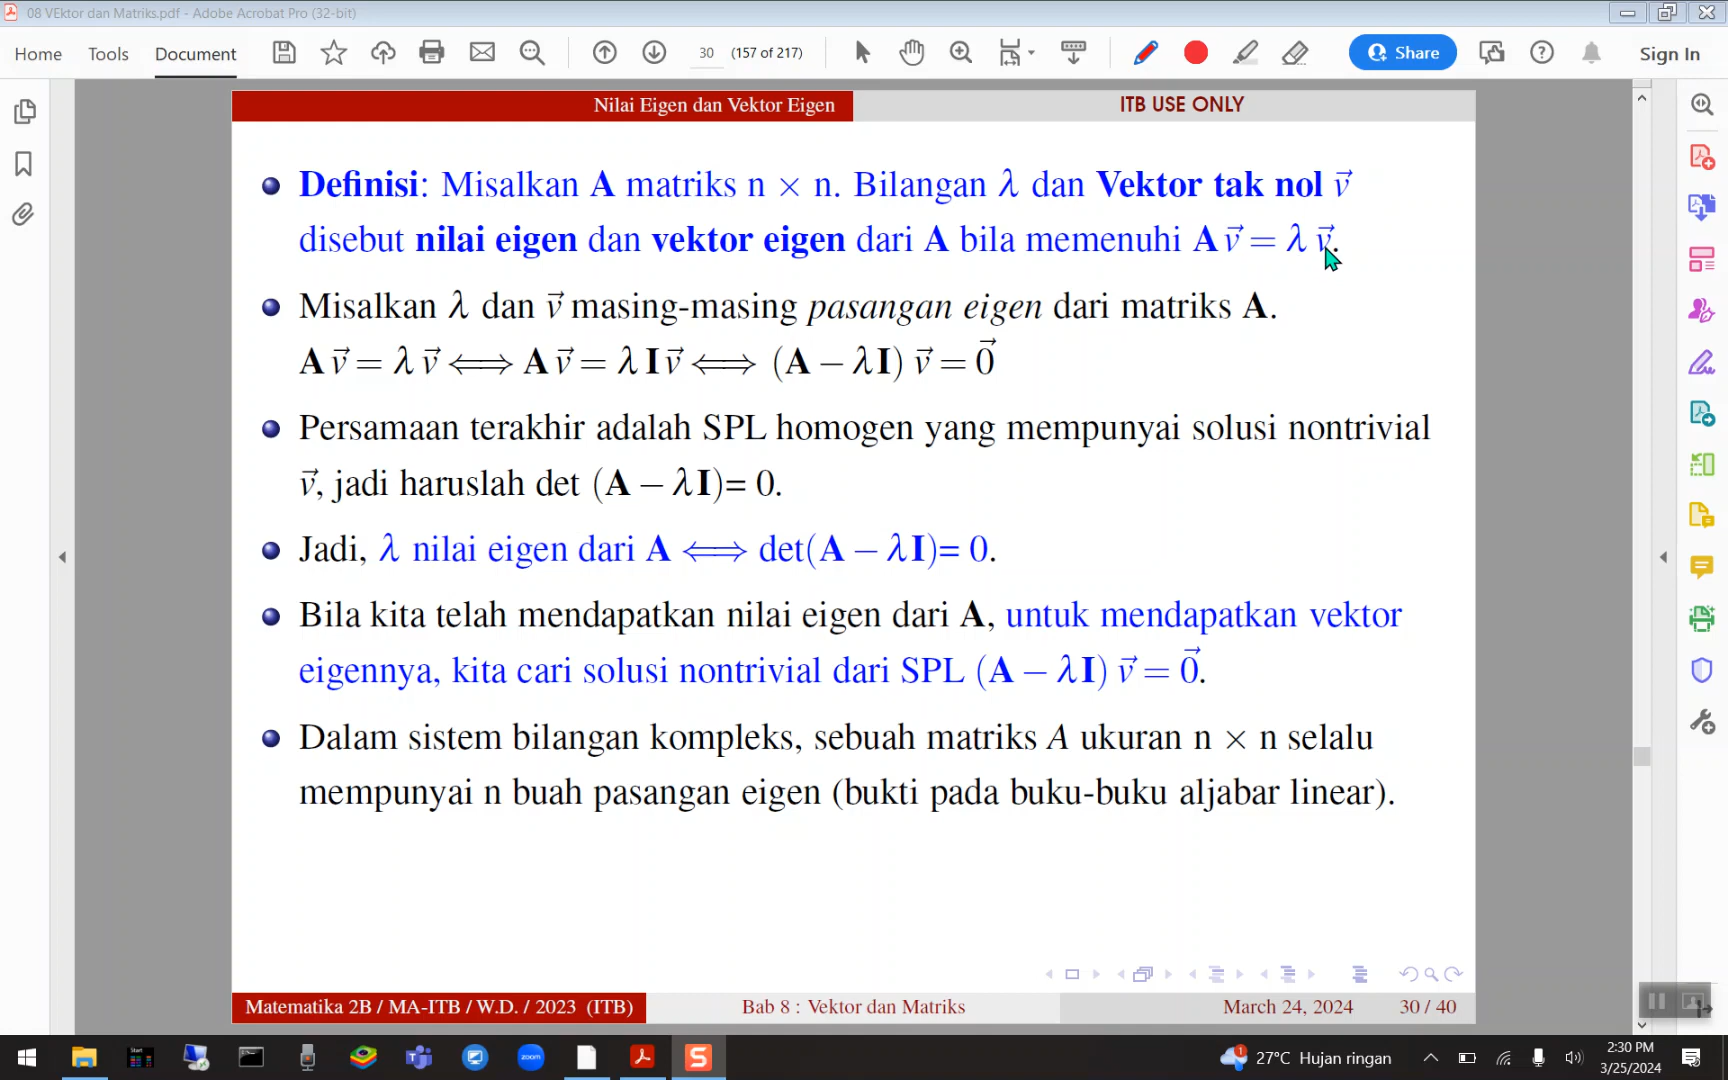 08 VEktor dan Matriks.pdf - Adobe Acrobat Pro (32-bit)
Home Tools Document 30 (157 of 217) Share Sign In
Nilai Eigen dan Vektor Eigen ITB USE ONLY
Definisi: Misalkan A matriks n × n. Bilangan λ dan Vektor tak nol v⃗
disebut nilai eigen dan vektor eigen dari A bila memenuhi A v⃗ = λ v⃗.
Misalkan λ dan v⃗ masing-masing pasangan eigen dari matriks A.
A v⃗ = λ v⃗ ⟺ A v⃗ = λ I v⃗ ⟺ (A − λI) v⃗ = 0⃗
Persamaan terakhir adalah SPL homogen yang mempunyai solusi nontrivial
v⃗, jadi haruslah det (A − λI)= 0.
Jadi, λ nilai eigen dari A ⟺ det(A − λI)= 0.
Bila kita telah mendapatkan nilai eigen dari A, untuk mendapatkan vektor
eigennya, kita cari solusi nontrivial dari SPL (A − λI) v⃗ = 0⃗.
Dalam sistem bilangan kompleks, sebuah matriks A ukuran n × n selalu
mempunyai n buah pasangan eigen (bukti pada buku-buku aljabar linear).
Matematika 2B / MA-ITB / W.D. / 2023 (ITB) Bab 8 : Vektor dan Matriks March 24, 2024 30 / 40
Start zoom S 1 27°C Hujan ringan 2:30 PM
3/25/2024